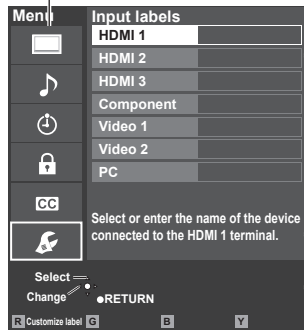 Menu
Input labels
HDMI 1
HDMI 2
HDMI 3
Component
Video 1
Video 2
PC
CC
Select or enter the name of the device
connected to the HDMI 1 terminal.
Select
Change
RETURN
R Customize label G B Y